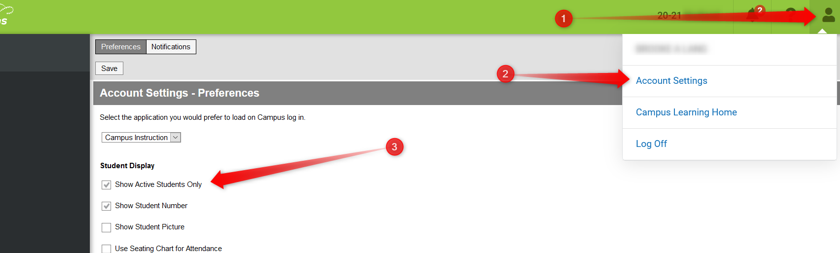 1
20-21
?
Preferences Notifications
2
Save
Account Settings
Account Settings - Preferences
Select the application you would prefer to load on Campus log in.
Campus Learning Home
Campus Instruction
Log Off
3
Student Display
Show Active Students Only
Show Student Number
Show Student Picture
Use Seating Chart for Attendance